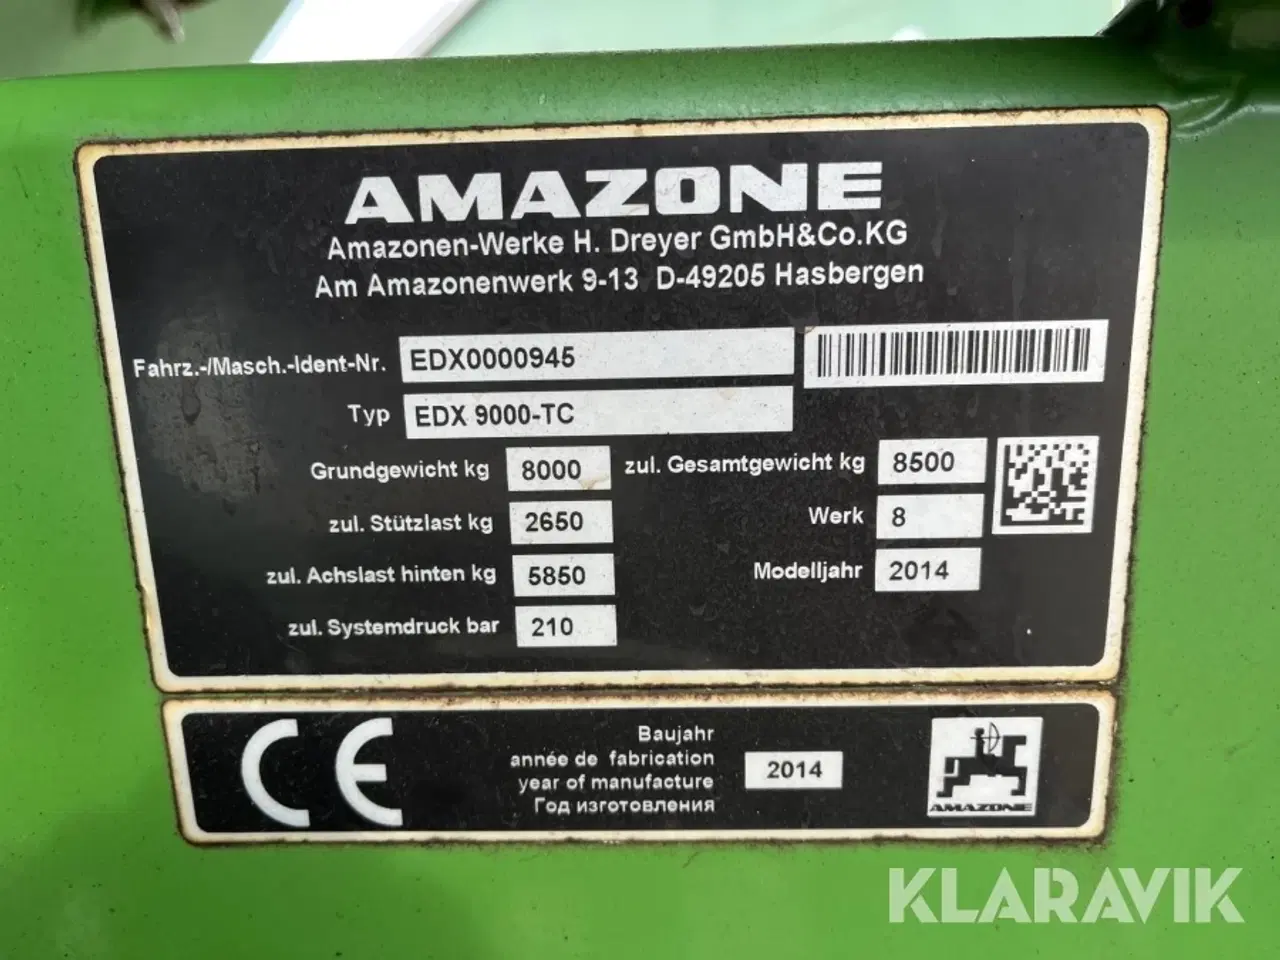 AMAZONE
Amazonen-Werke H. Dreyer GmbH&Co.KG
Am Amazonenwerk 9-13 D-49205 Hasbergen
Fahrz.-/Masch.-Ident-Nr. EDX0000945
Typ EDX 9000-TC
Grundgewicht kg 8000 zul. Gesamtgewicht kg 8500
zul. Stützlast kg 2650 Werk 8
zul. Achslast hinten kg 5850 Modelljahr 2014
zul. Systemdruck bar 210
CE
Baujahr
année de fabrication
year of manufacture 2014
Год изготовления
AMAZONE
KLARAVIK